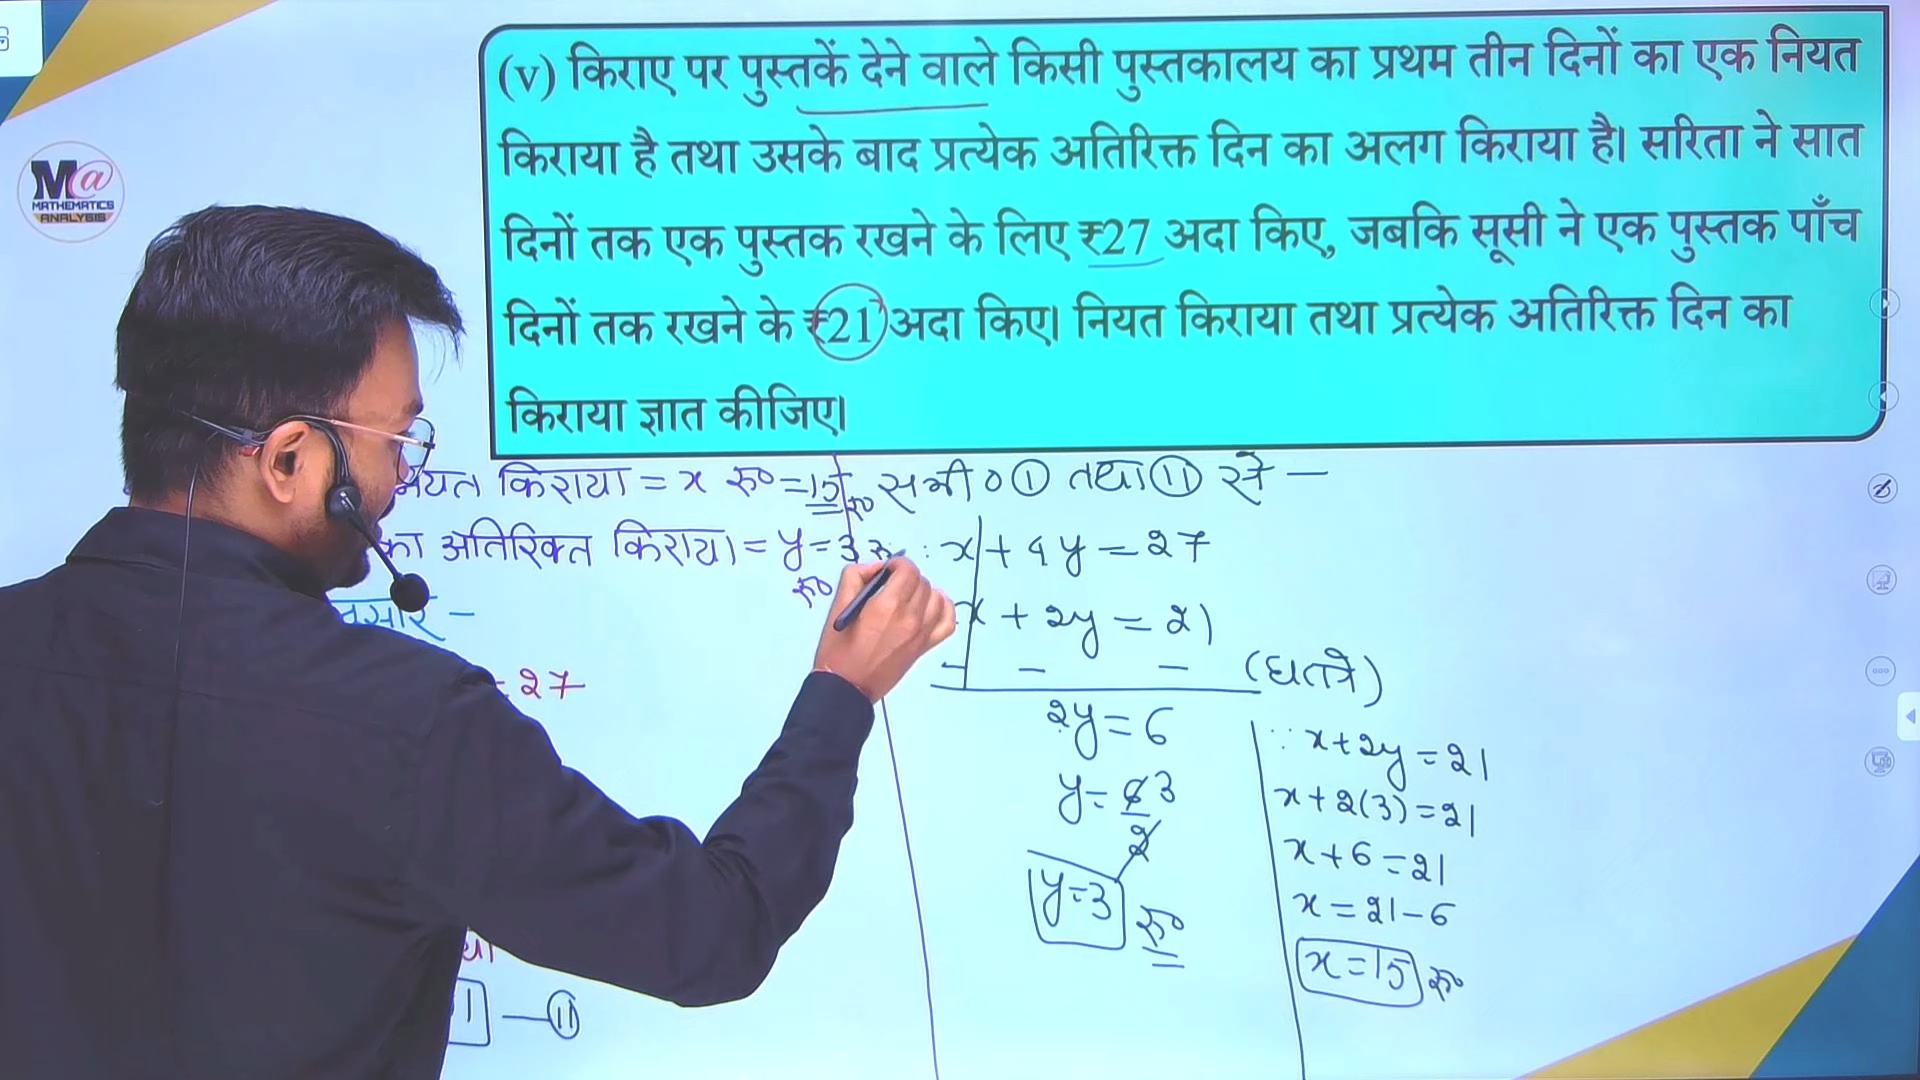 (v) किराए पर पुस्तकें देने वाले किसी पुस्तकालय का प्रथम तीन दिनों का एक नियत
किराया है तथा उसके बाद प्रत्येक अतिरिक्त दिन का अलग किराया है। सरिता ने सात
दिनों तक एक पुस्तक रखने के लिए ₹27 अदा किए, जबकि सूसी ने एक पुस्तक पाँच
दिनों तक रखने के ₹21 अदा किए। नियत किराया तथा प्रत्येक अतिरिक्त दिन का
किराया ज्ञात कीजिए।
M@
MATHEMATICS
ANALYSIS
किराया = x रु० = 15 रु०
का अतिरिक्त किराया = y = 3 रु०
= 27
1 — (11)
समी० (1) तथा (11) से —
x + 4y = 27
x + 2y = 21
- - - (घटाने)
2y = 6
y = 6 3
2
y = 3 रु०
∵ x + 2y = 21
x + 2(3) = 21
x + 6 = 21
x = 21 - 6
x = 15 रु०